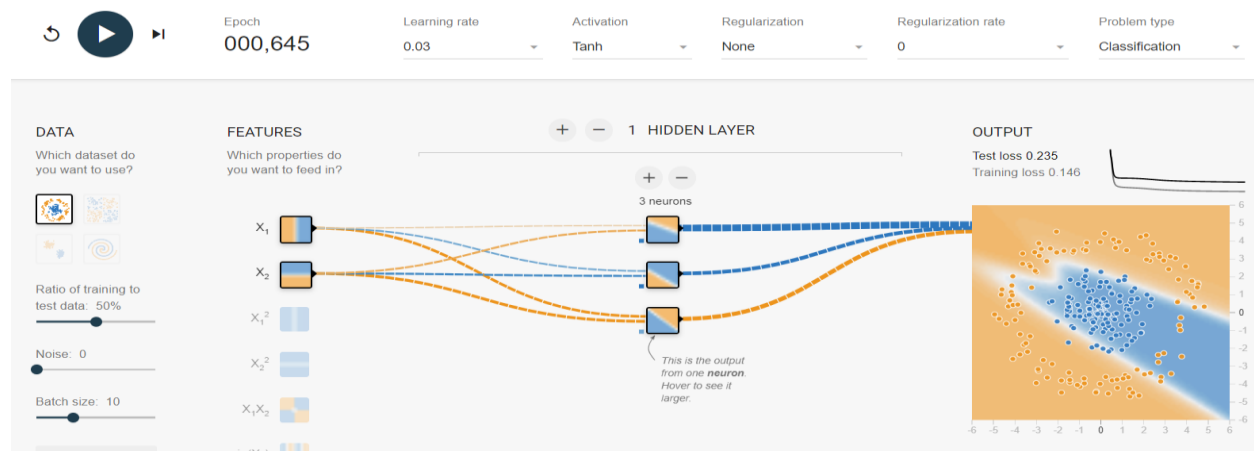 Epoch
000,645
Learning rate
0.03
Activation
Tanh
Regularization
None
Regularization rate
0
Problem type
Classification
DATA
Which dataset do
you want to use?
Ratio of training to
test data: 50%
Noise: 0
Batch size: 10
FEATURES
Which properties do
you want to feed in?
X₁
X₂
X₁²
X₂²
X₁X₂
+ − 1 HIDDEN LAYER
+ −
3 neurons
This is the output
from one neuron.
Hover to see it
larger.
OUTPUT
Test loss 0.235
Training loss 0.146
6
5
4
3
2
1
0
-1
-2
-3
-4
-5
-6
-6 -5 -4 -3 -2 -1 0 1 2 3 4 5 6